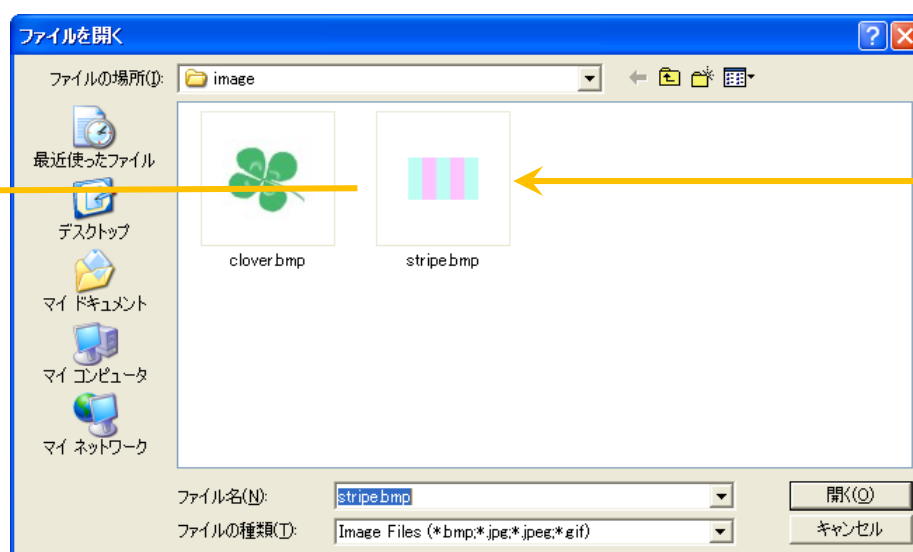 ファイルを開く
ファイルの場所(I):
image
最近使ったファイル
デスクトップ
マイ ドキュメント
マイ コンピュータ
マイ ネットワーク
clover.bmp
stripe.bmp
ファイル名(N):
stripe.bmp
開く(O)
ファイルの種類(T):
Image Files (*.bmp;*.jpg;*.jpeg;*.gif)
キャンセル